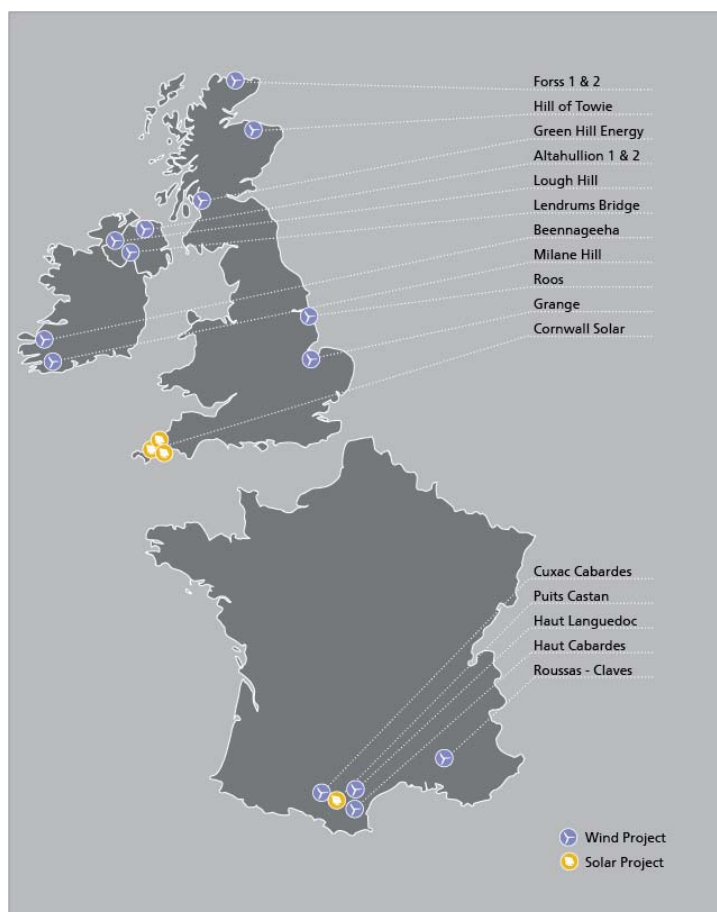 Forss 1 & 2
Hill of Towie
Green Hill Energy
Altahullion 1 & 2
Lough Hill
Lendrums Bridge
Beennageeha
Milane Hill
Roos
Grange
Cornwall Solar
Cuxac Cabardes
Puits Castan
Haut Languedoc
Haut Cabardes
Roussas - Claves
Wind Project
Solar Project